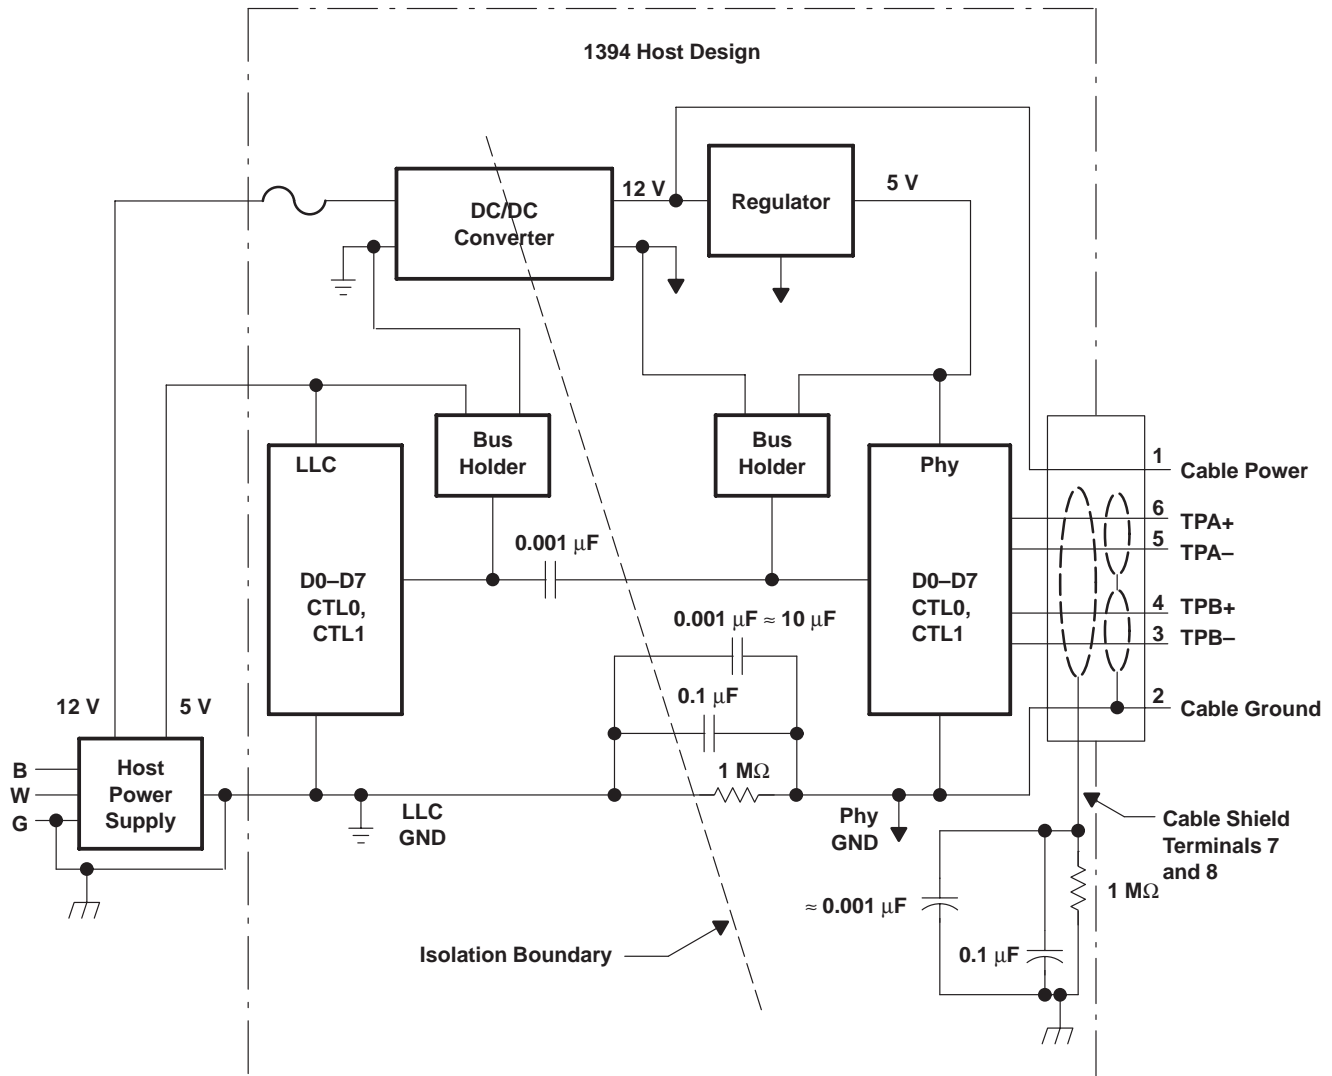 1394 Host Design
DC/DC
Converter
12 V
Regulator
5 V
LLC
Bus
Holder
Bus
Holder
Phy
1
Cable Power
6
TPA+
5
TPA–
4
TPB+
3
TPB–
2
Cable Ground
0.001 μF
D0–D7
CTL0,
CTL1
D0–D7
CTL0,
CTL1
0.001 μF ≈ 10 μF
0.1 μF
1 MΩ
12 V
5 V
B
W
G
Host
Power
Supply
LLC
GND
Phy
GND
Cable Shield
Terminals 7
and 8
≈ 0.001 μF
1 MΩ
0.1 μF
Isolation Boundary